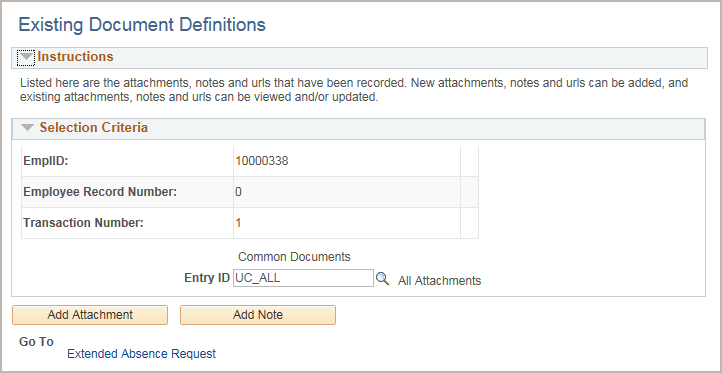 Existing Document Definitions
Instructions
Listed here are the attachments, notes and urls that have been recorded. New attachments, notes and urls can be added, and
existing attachments, notes and urls can be viewed and/or updated.
Selection Criteria
EmplID: 10000338
Employee Record Number: 0
Transaction Number: 1
Common Documents
Entry ID UC_ALL All Attachments
Add Attachment Add Note
Go To
Extended Absence Request